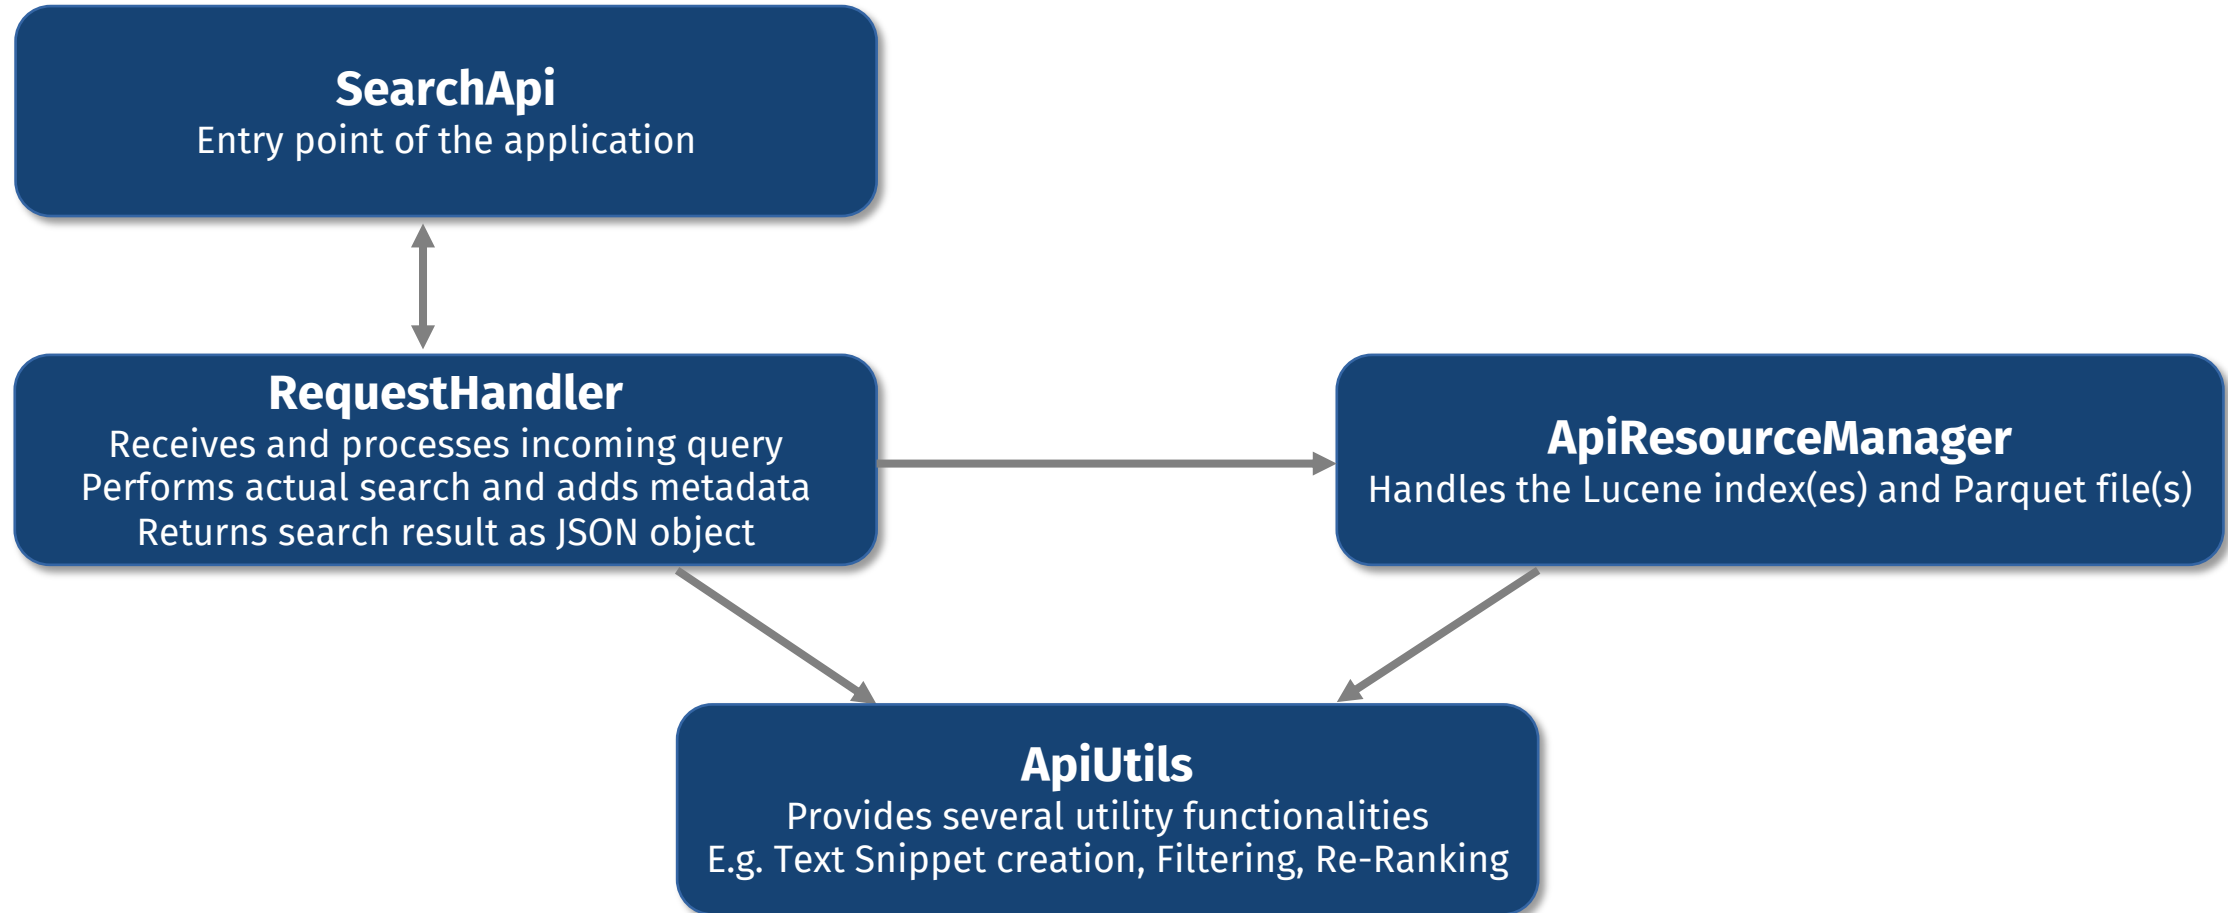 SearchApi
Entry point of the application
RequestHandler
Receives and processes incoming query
Performs actual search and adds metadata
Returns search result as JSON object
ApiResourceManager
Handles the Lucene index(es) and Parquet file(s)
ApiUtils
Provides several utility functionalities
E.g. Text Snippet creation, Filtering, Re-Ranking